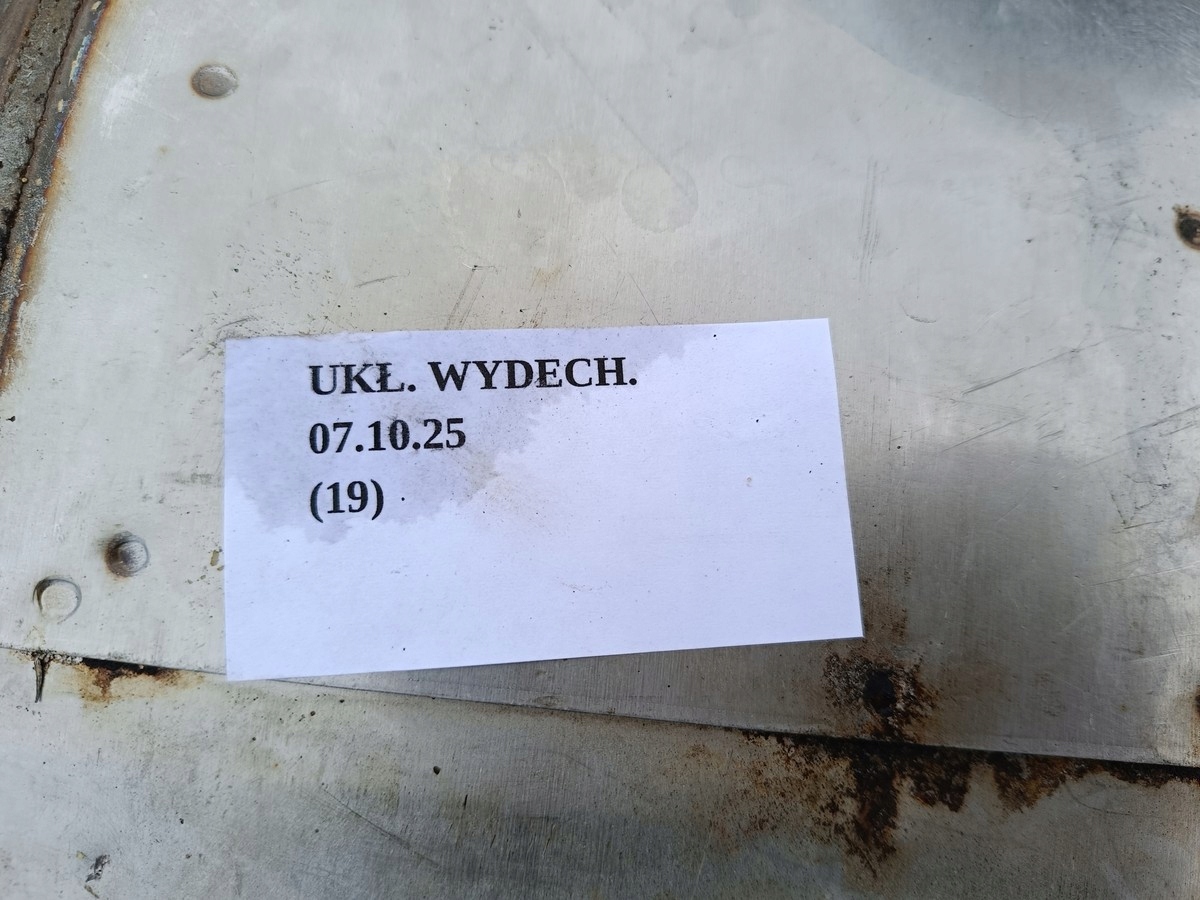 UKŁ. WYDECH.
07.10.25
(19)